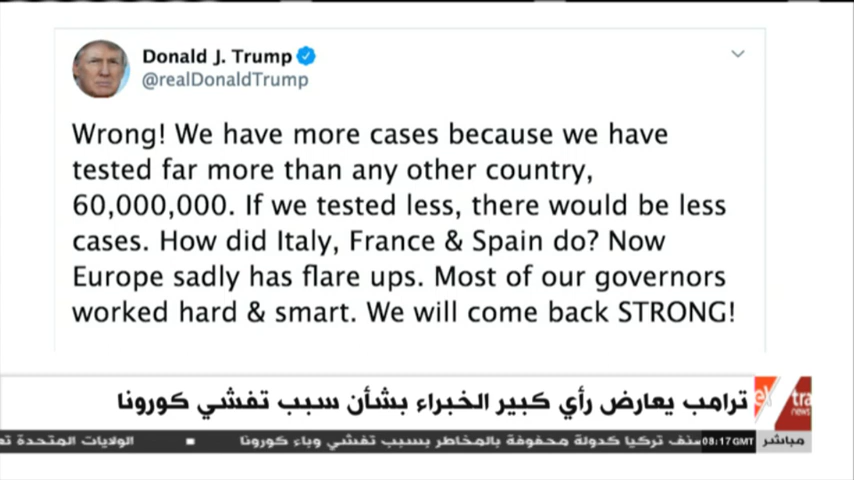 Donald J. Trump
@realDonaldTrump
Wrong! We have more cases because we have
tested far more than any other country,
60,000,000. If we tested less, there would be less
cases. How did Italy, France & Spain do? Now
Europe sadly has flare ups. Most of our governors
worked hard & smart. We will come back STRONG!
ترامب يعارض رأي كبير الخبراء بشأن سبب تفشي كورونا
مباشر
08:17 GMT
تركيا كدولة محفوفة بالمخاطر بسبب تفشي وباء كورونا
الولايات المتحدة
news